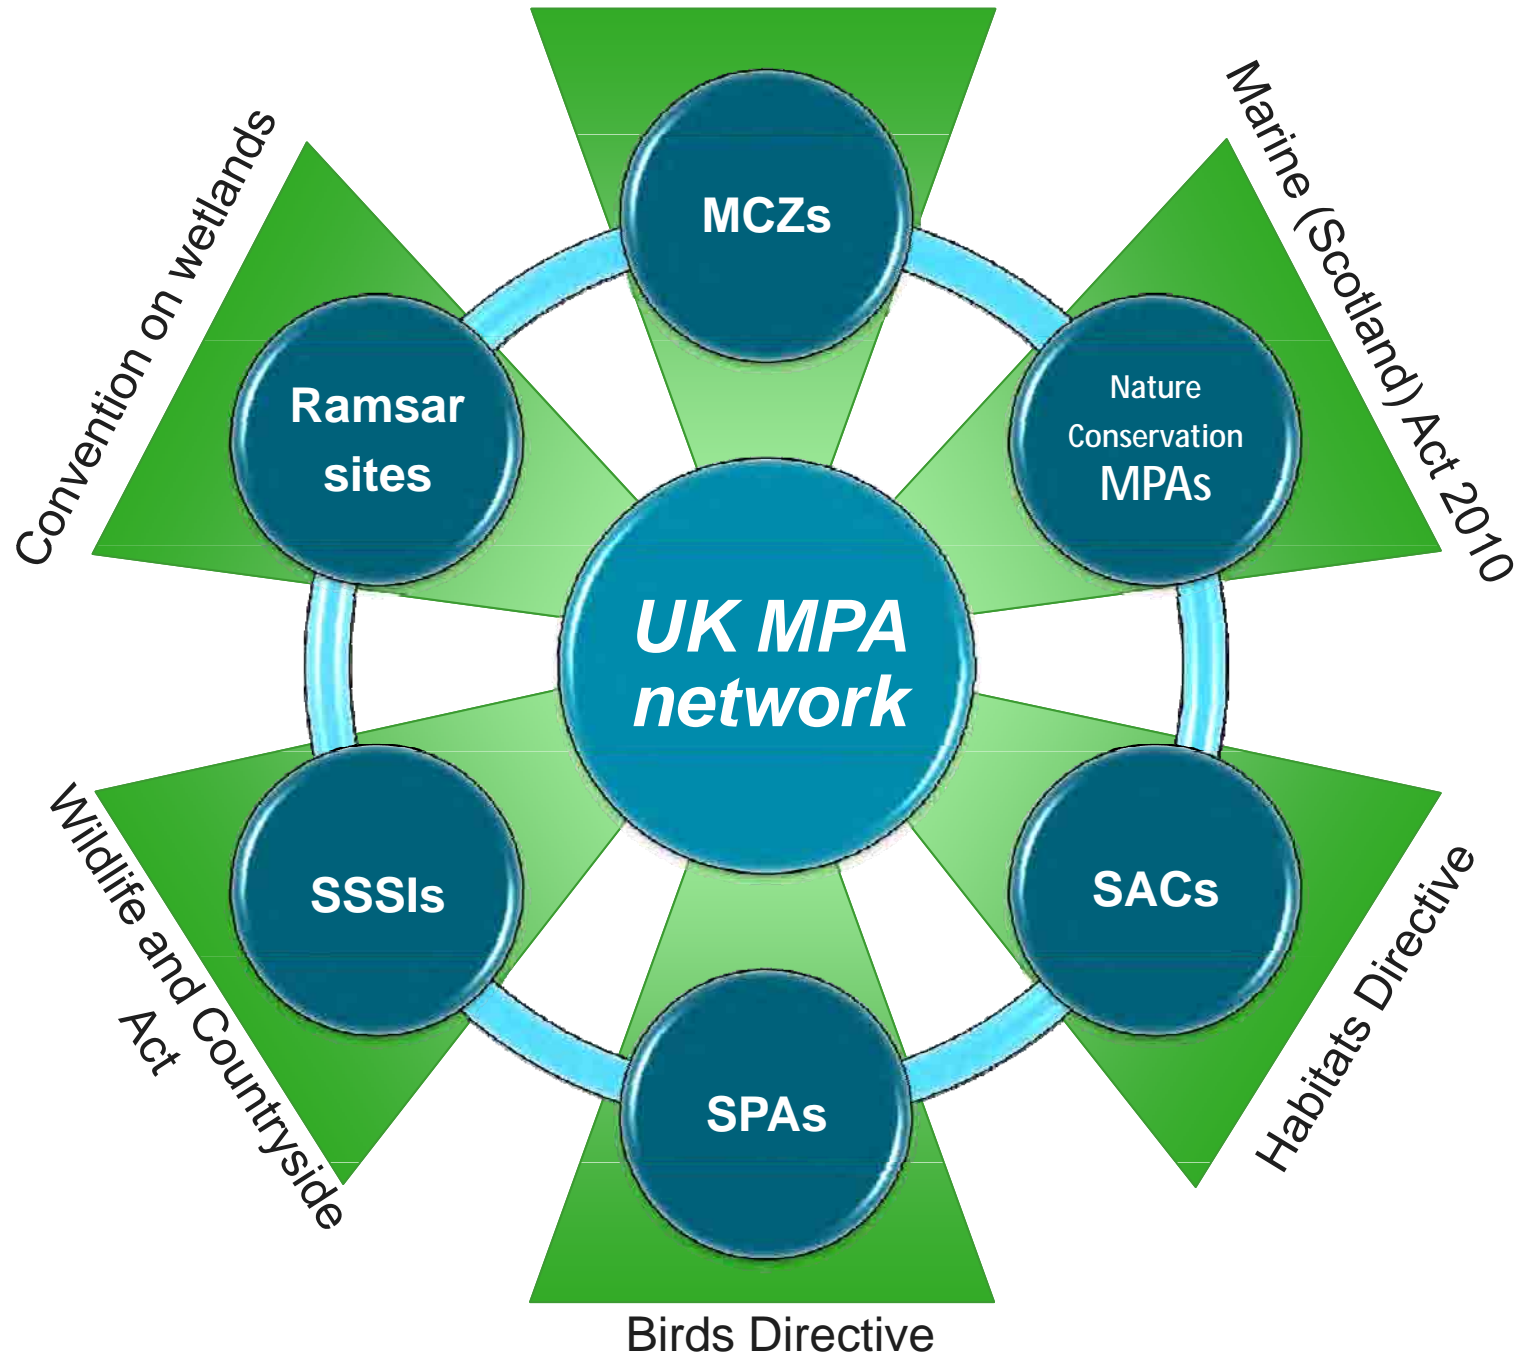 MCZs
Marine (Scotland) Act 2010
Nature
Conservation
MPAs
SACs
Habitats Directive
SPAs
Birds Directive
SSSIs
Wildlife and Countryside
Act
Ramsar
sites
Convention on wetlands
UK MPA
network